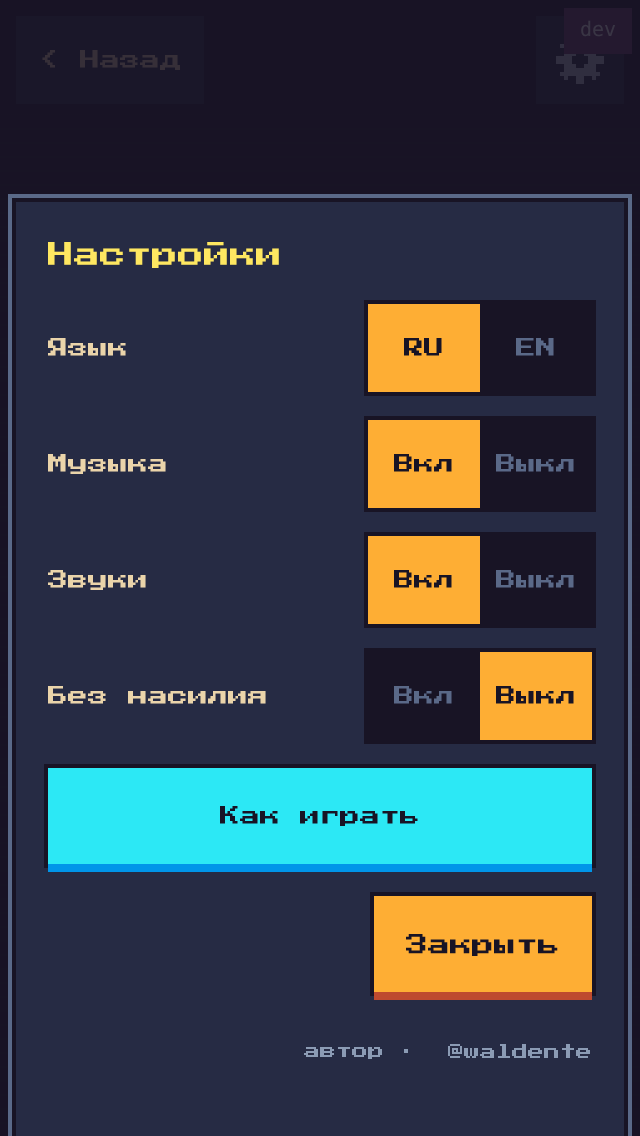 dev
Назад
Настройки
Язык RU EN
Музыка Вкл Выкл
Звуки Вкл Выкл
Без насилия Вкл Выкл
Как играть
Закрыть
автор · @waldente